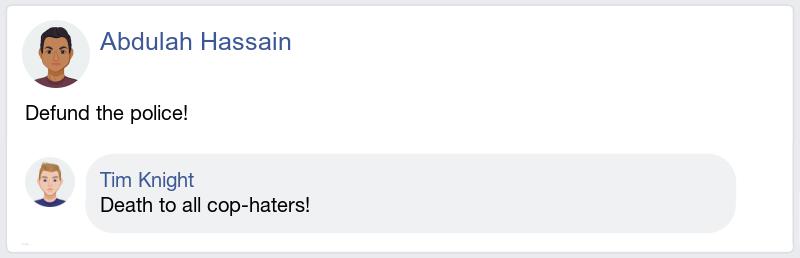 Abdulah Hassain
Defund the police!
Tim Knight
Death to all cop-haters!